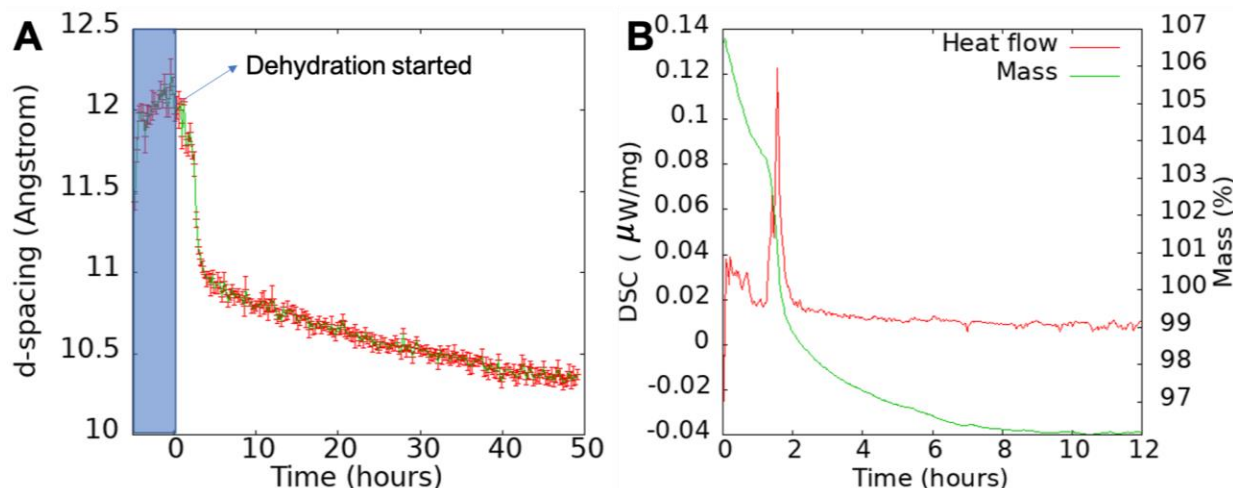 A
d-spacing (Angstrom)
12.5
12
11.5
11
10.5
10
Dehydration started
0 10 20 30 40 50
Time (hours)
B
DSC ( μW/mg)
0.14
0.12
0.1
0.08
0.06
0.04
0.02
0
-0.02
-0.04
Heat flow
Mass
107
106
105
104
103
102
101
100
99
98
97
Mass (%)
0 2 4 6 8 10 12
Time (hours)